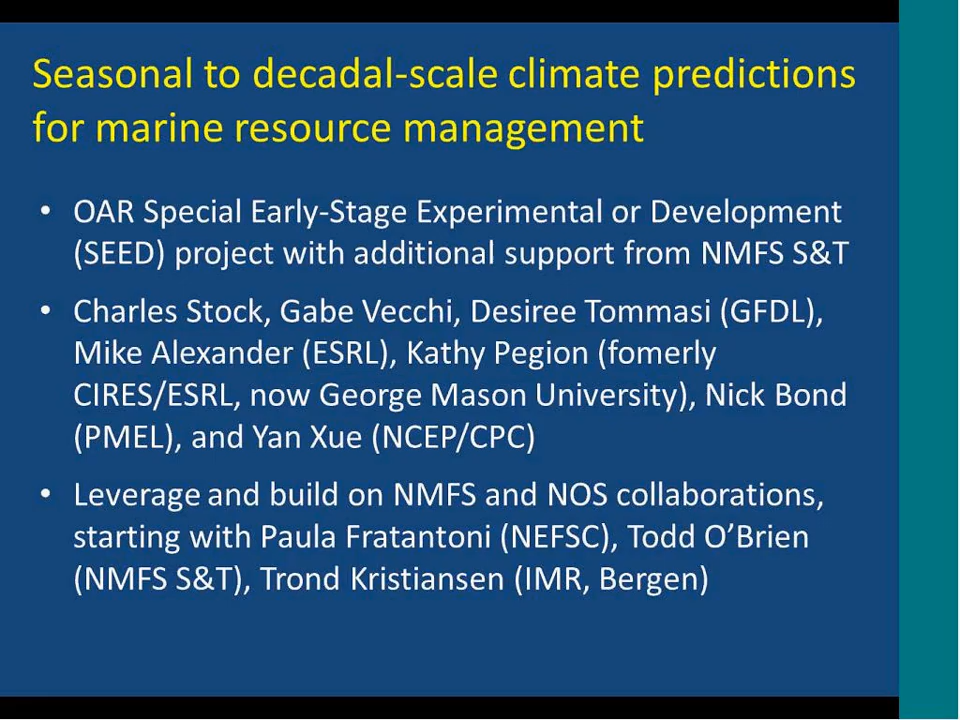 Seasonal to decadal-scale climate predictions
for marine resource management
• OAR Special Early-Stage Experimental or Development
(SEED) project with additional support from NMFS S&T
• Charles Stock, Gabe Vecchi, Desiree Tommasi (GFDL),
Mike Alexander (ESRL), Kathy Pegion (fomerly
CIRES/ESRL, now George Mason University), Nick Bond
(PMEL), and Yan Xue (NCEP/CPC)
• Leverage and build on NMFS and NOS collaborations,
starting with Paula Fratantoni (NEFSC), Todd O’Brien
(NMFS S&T), Trond Kristiansen (IMR, Bergen)